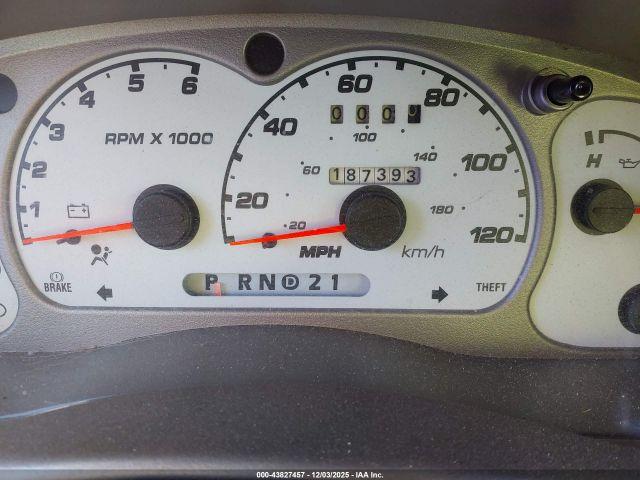 1 2 3 4 5 6
RPM X 1000
BRAKE
20 40 60 80 100 120
20 60 100 140 180
0 0 0
187393
MPH
km/h
P R N D 2 1
THEFT
H
000-43827457 - 12/03/2025 - IAA Inc.